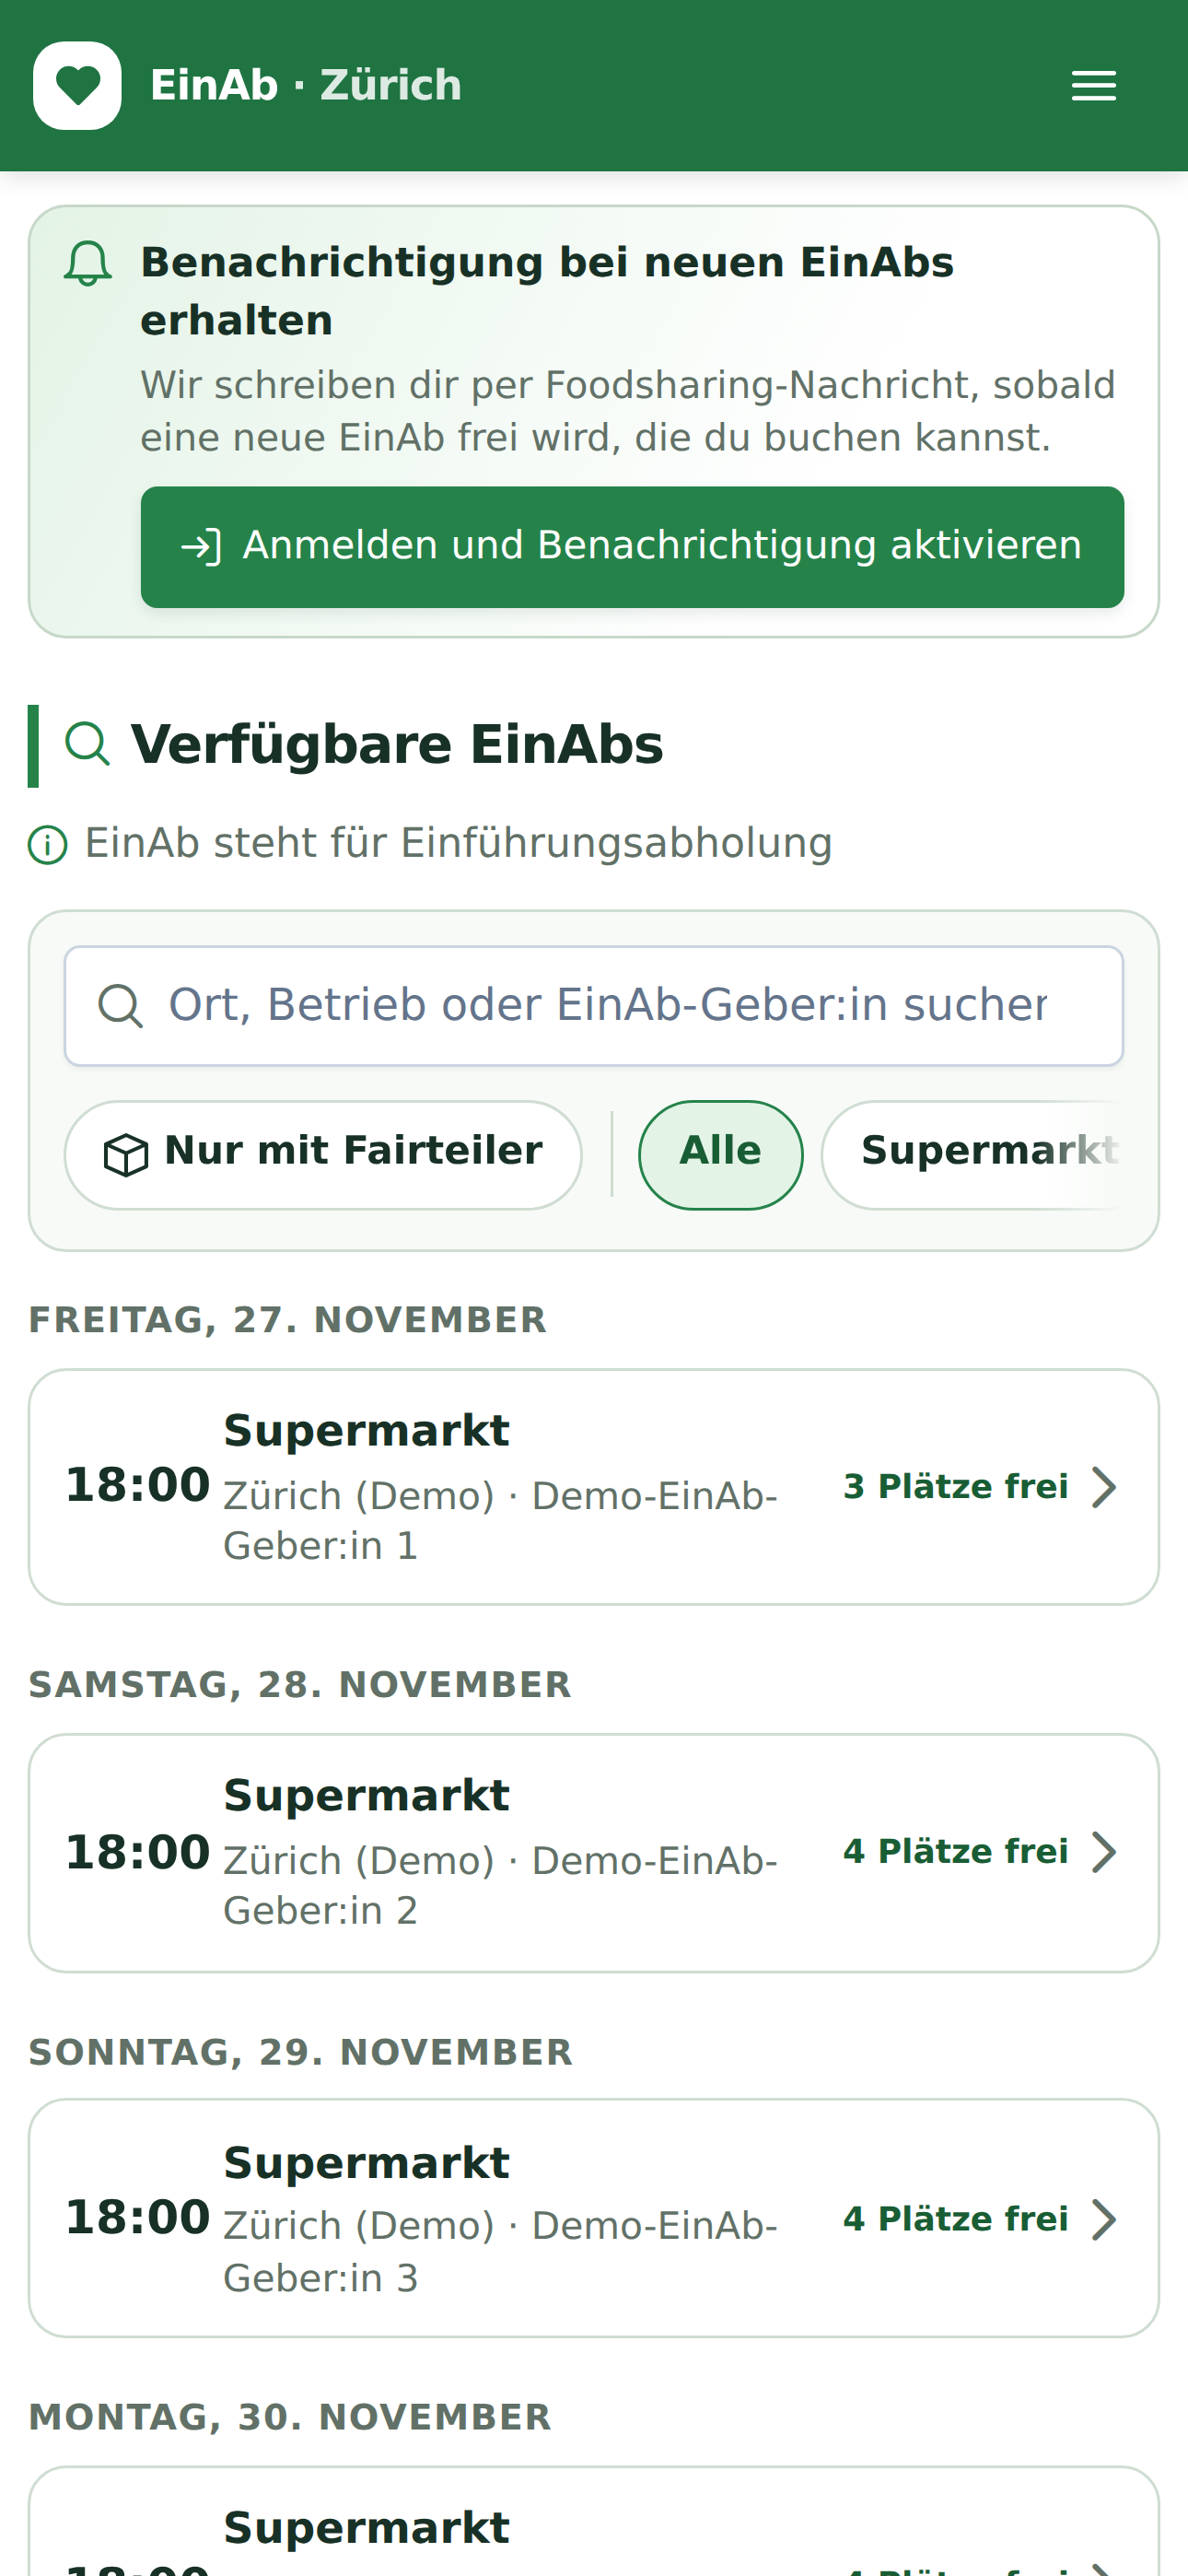 EinAb · Zürich
Benachrichtigung bei neuen EinAbs
erhalten
Wir schreiben dir per Foodsharing-Nachricht, sobald
eine neue EinAb frei wird, die du buchen kannst.
Anmelden und Benachrichtigung aktivieren
Verfügbare EinAbs
EinAb steht für Einführungsabholung
Ort, Betrieb oder EinAb-Geber:in suchen
Nur mit Fairteiler
Alle
Supermarkt
FREITAG, 27. NOVEMBER
Supermarkt
18:00
Zürich (Demo) · Demo-EinAb-
Geber:in 1
3 Plätze frei
SAMSTAG, 28. NOVEMBER
Supermarkt
18:00
Zürich (Demo) · Demo-EinAb-
Geber:in 2
4 Plätze frei
SONNTAG, 29. NOVEMBER
Supermarkt
18:00
Zürich (Demo) · Demo-EinAb-
Geber:in 3
4 Plätze frei
MONTAG, 30. NOVEMBER
Supermarkt
18:00
4 Plätze frei